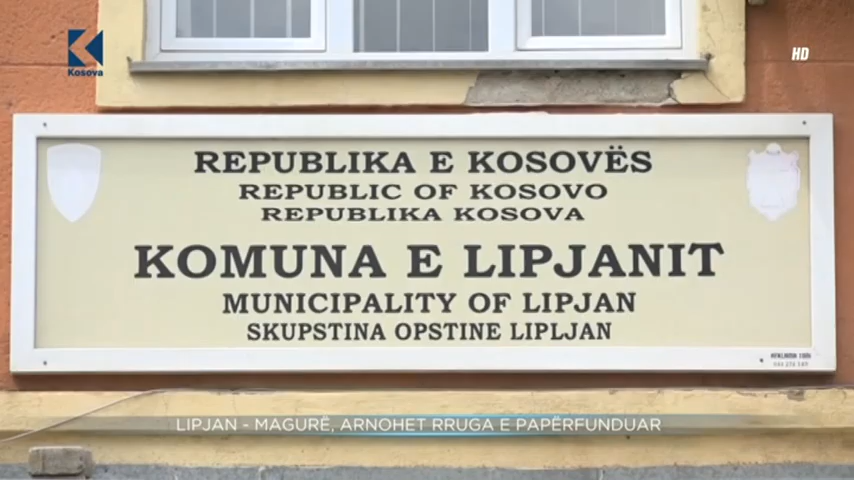 Kosova
HD
REPUBLIKA E KOSOVËS
REPUBLIC OF KOSOVO
REPUBLIKA KOSOVA
KOMUNA E LIPJANIT
MUNICIPALITY OF LIPJAN
SKUPSTINA OPSTINE LIPLJAN
LIPJAN - MAGURË, ARNOHET RRUGA E PAPËRFUNDUAR